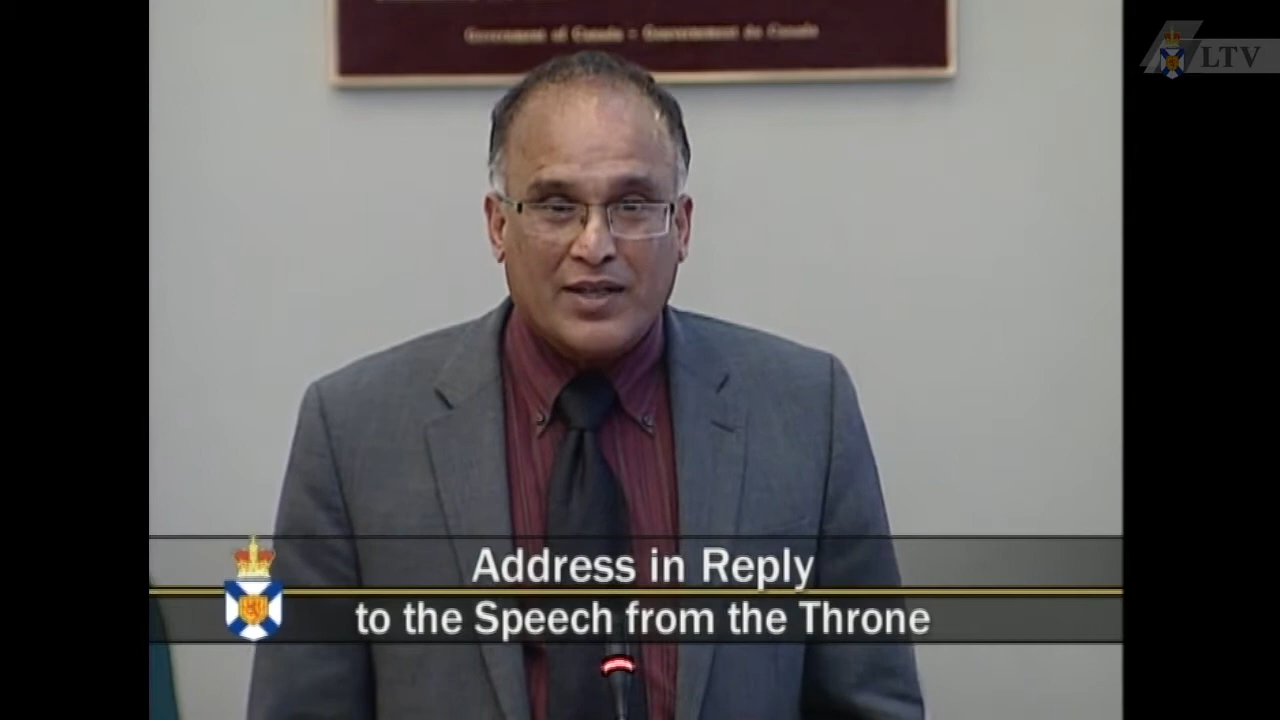 Government of Canada - Gouvernement du Canada
LTV
Address in Reply
to the Speech from the Throne